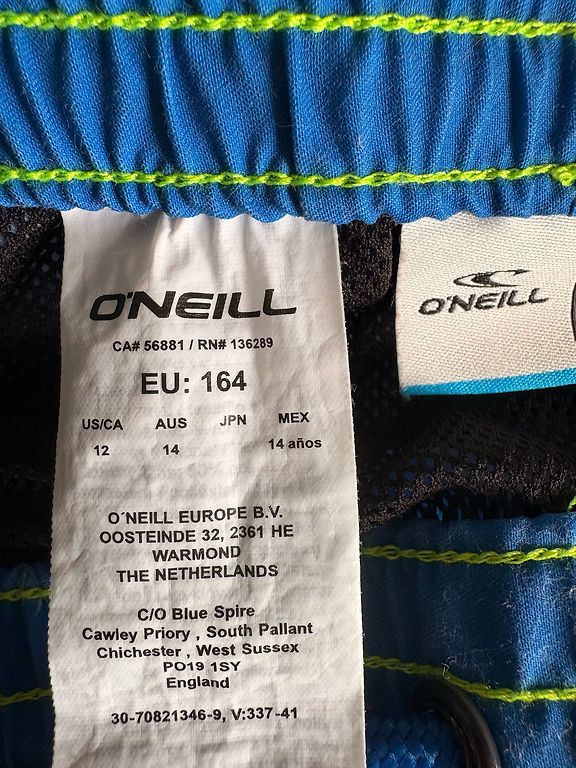 O'NEILL
CA# 56881 / RN# 136289
EU: 164
US/CA AUS JPN MEX
12 14 14 años
O´NEILL EUROPE B.V.
OOSTEINDE 32, 2361 HE
WARMOND
THE NETHERLANDS
C/O Blue Spire
Cawley Priory , South Pallant
Chichester , West Sussex
PO19 1SY
England
30-70821346-9, V:337-41
O'NEILL